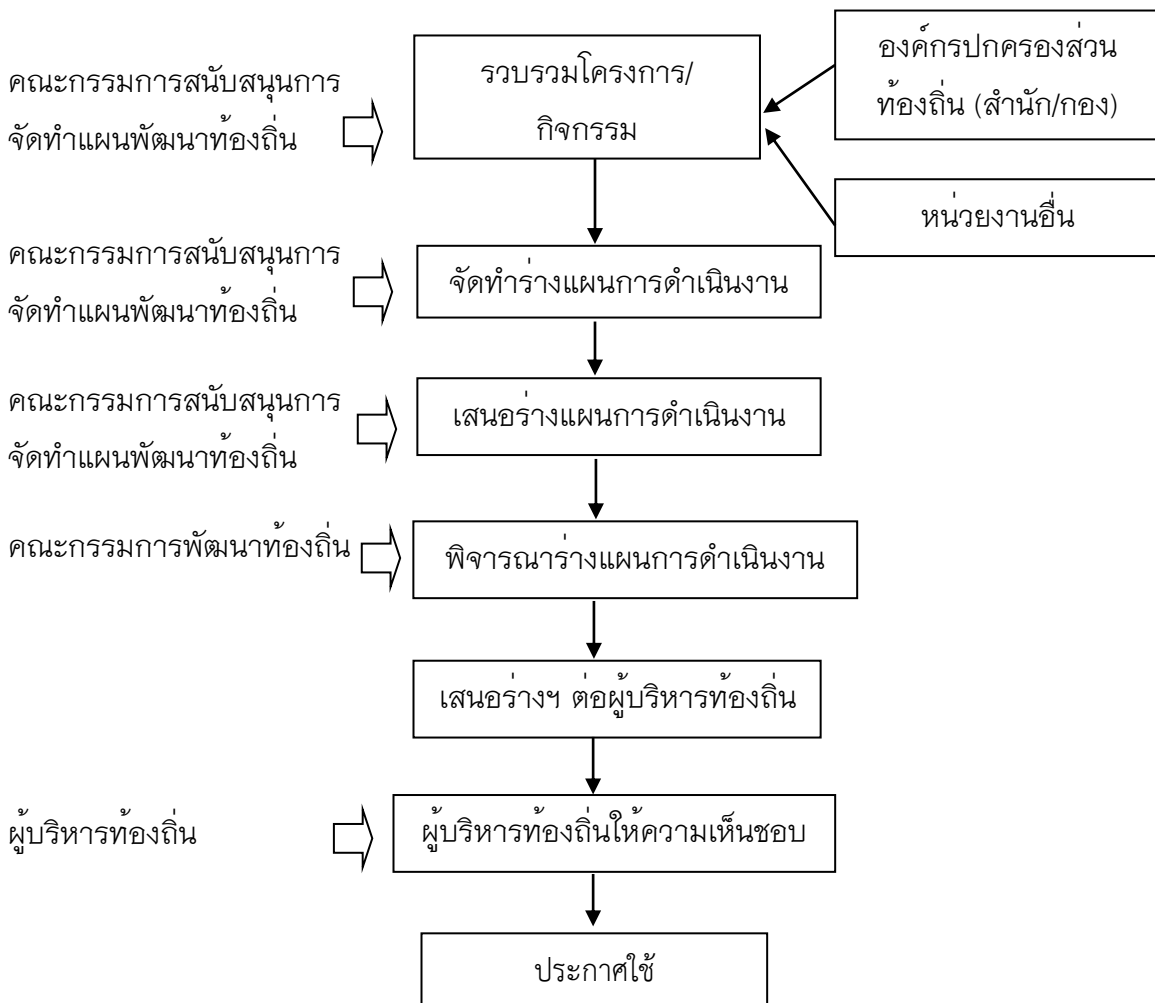 คณะกรรมการสนับสนุนการ
จัดทำแผนพัฒนาท้องถิ่น
รวบรวมโครงการ/
กิจกรรม
องค์กรปกครองส่วน
ท้องถิ่น (สำนัก/กอง)
หน่วยงานอื่น
คณะกรรมการสนับสนุนการ
จัดทำแผนพัฒนาท้องถิ่น
จัดทำร่างแผนการดำเนินงาน
คณะกรรมการสนับสนุนการ
จัดทำแผนพัฒนาท้องถิ่น
เสนอร่างแผนการดำเนินงาน
คณะกรรมการพัฒนาท้องถิ่น
พิจารณาร่างแผนการดำเนินงาน
เสนอร่างฯ ต่อผู้บริหารท้องถิ่น
ผู้บริหารท้องถิ่น
ผู้บริหารท้องถิ่นให้ความเห็นชอบ
ประกาศใช้